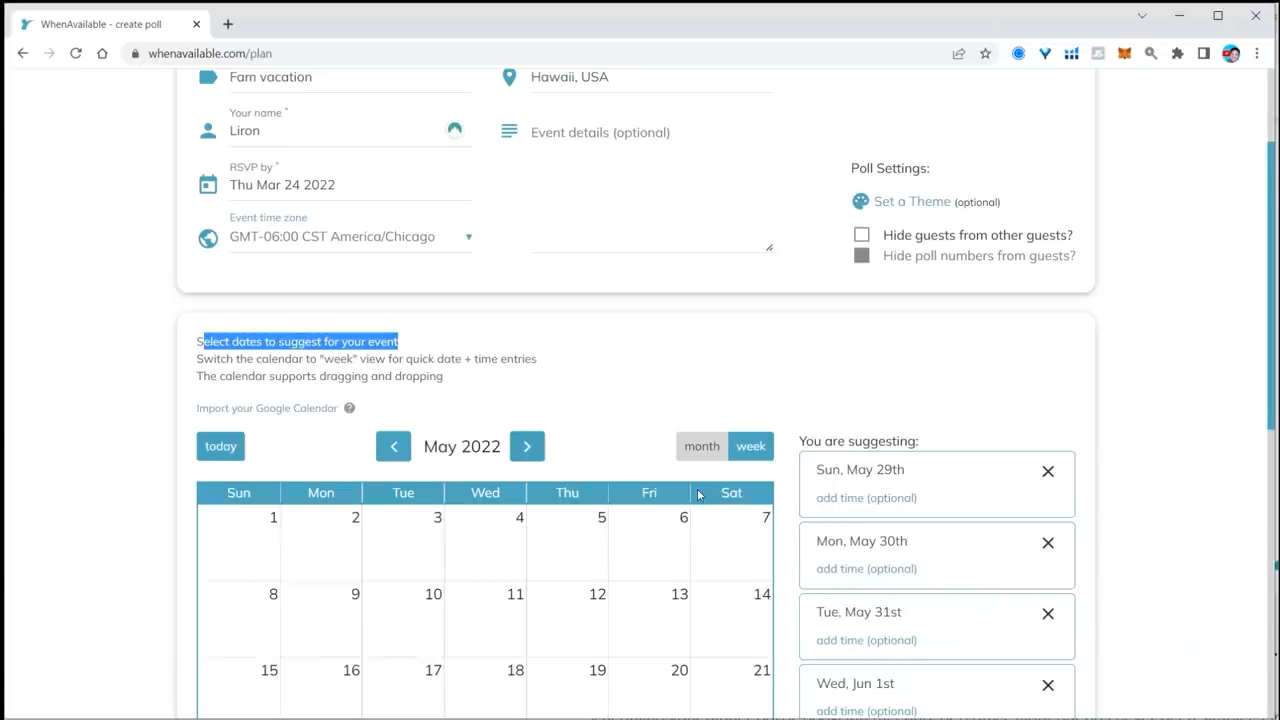 WhenAvailable - create poll
whenavailable.com/plan
Fam vacation
Hawaii, USA
Your name *
Liron
Event details (optional)
RSVP by *
Thu Mar 24 2022
Event time zone
GMT-06:00 CST America/Chicago
Poll Settings:
Set a Theme (optional)
Hide guests from other guests?
Hide poll numbers from guests?
Select dates to suggest for your event
Switch the calendar to "week" view for quick date + time entries
The calendar supports dragging and dropping
Import your Google Calendar ?
today
< May 2022 >
month week
Sun Mon Tue Wed Thu Fri Sat
1 2 3 4 5 6 7
8 9 10 11 12 13 14
15 16 17 18 19 20 21
You are suggesting:
Sun, May 29th
add time (optional)
Mon, May 30th
add time (optional)
Tue, May 31st
add time (optional)
Wed, Jun 1st
add time (optional)